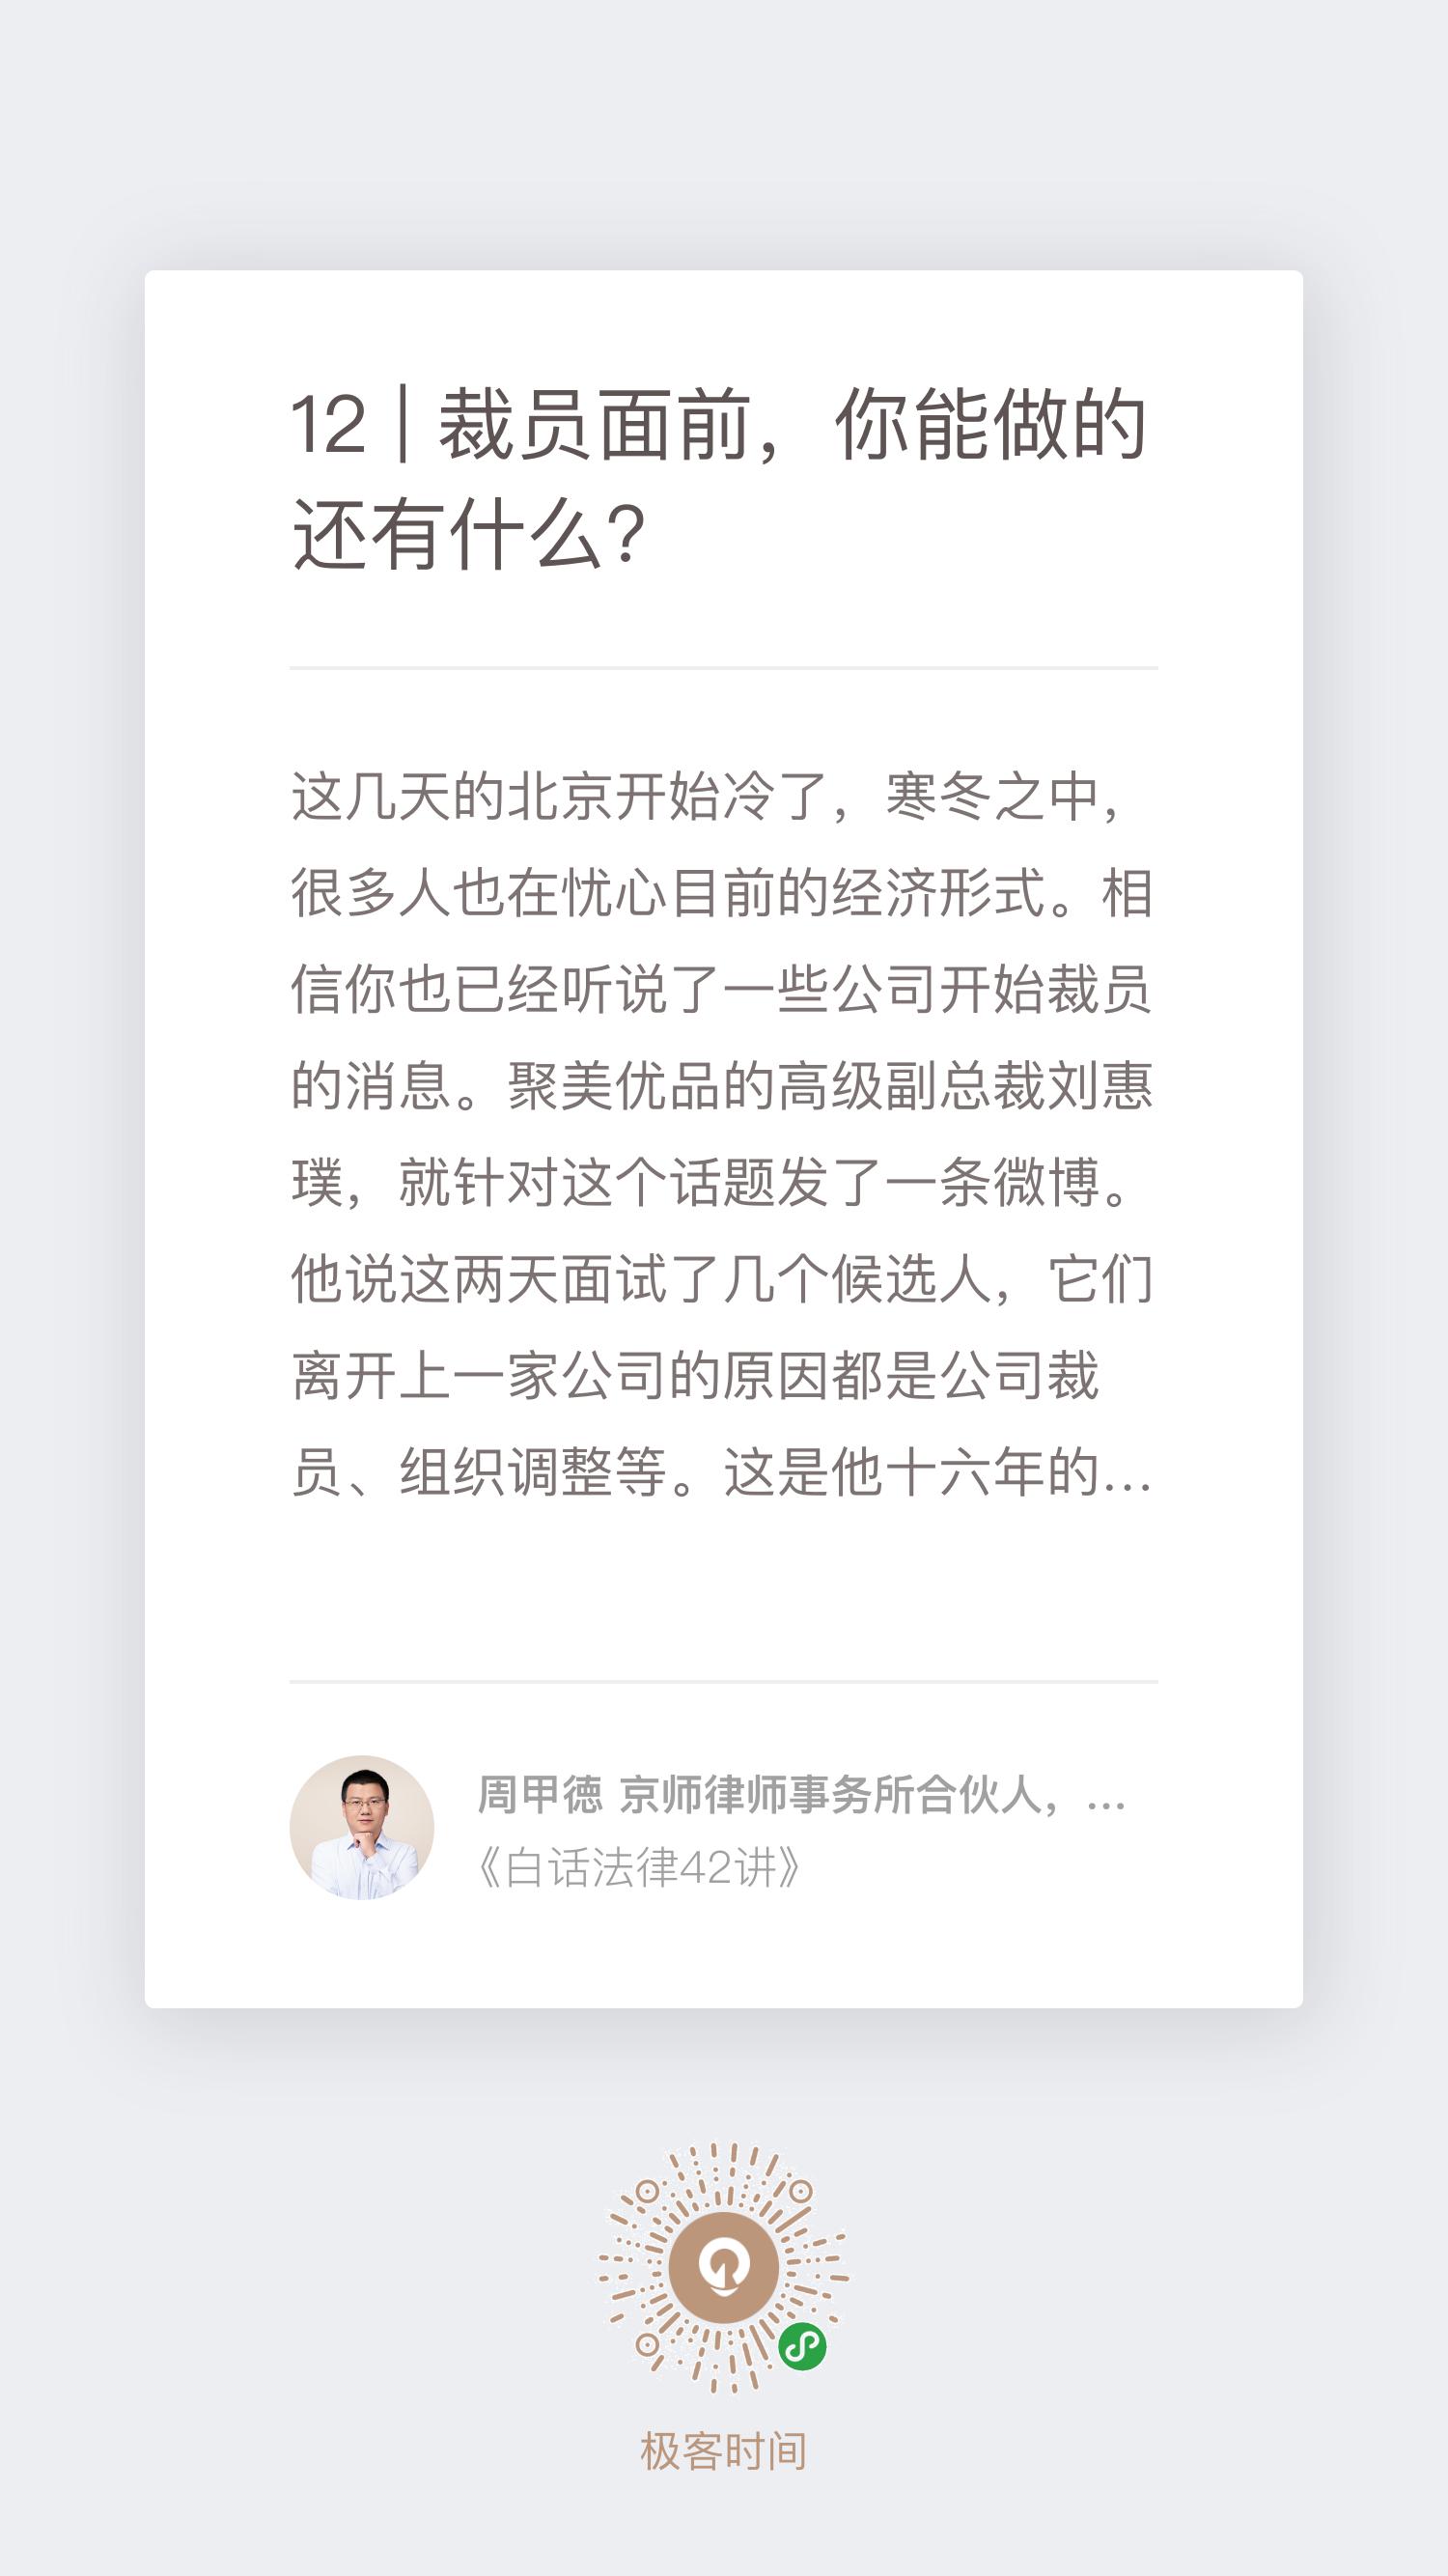 12 | 裁员面前，你能做的
还有什么？
这几天的北京开始冷了，寒冬之中，
很多人也在忧心目前的经济形式。相
信你也已经听说了一些公司开始裁员
的消息。聚美优品的高级副总裁刘惠
璞，就针对这个话题发了一条微博。
他说这两天面试了几个候选人，它们
离开上一家公司的原因都是公司裁
员、组织调整等。这是他十六年的...
周甲德 京师律师事务所合伙人，...
《白话法律42讲》
极客时间